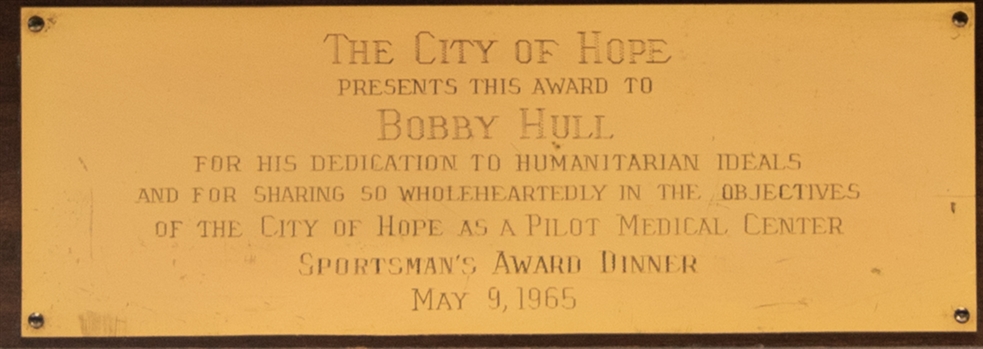 The City of Hope
presents this award to
Bobby Hull
for his dedication to humanitarian ideals
and for sharing so wholeheartedly in the objectives
of the City of Hope as a Pilot Medical Center
Sportsman's Award Dinner
May 9, 1965